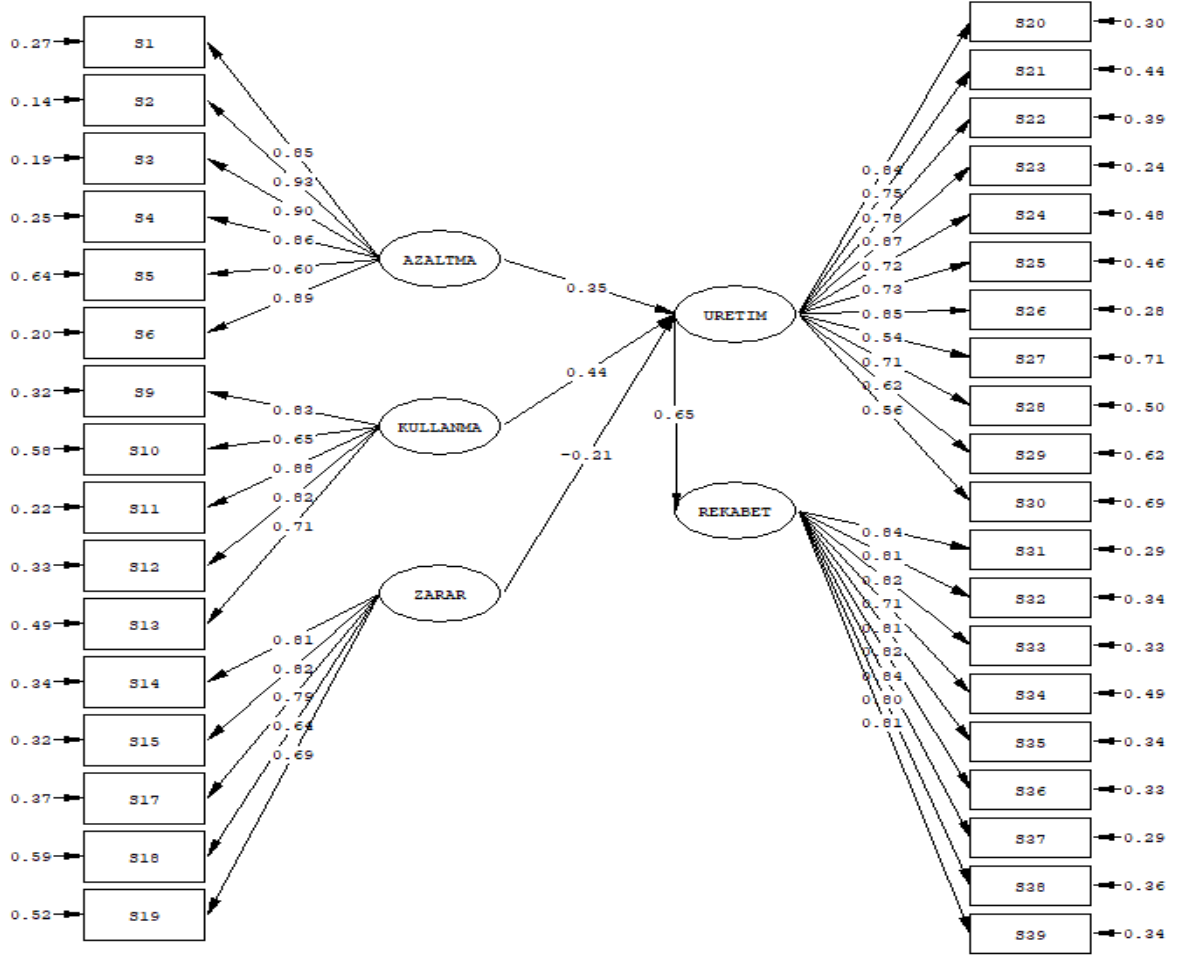 0.27 S1
0.14 S2
0.19 S3
0.25 S4
0.64 S5
0.20 S6
0.32 S9
0.58 S10
0.22 S11
0.33 S12
0.49 S13
0.34 S14
0.32 S15
0.37 S17
0.59 S18
0.52 S19
0.85
0.93
0.90
0.86
0.60
0.89
0.83
0.65
0.88
0.82
0.71
0.81
0.82
0.79
0.64
0.69
AZALTMA
KULLANMA
ZARAR
0.35
0.44
-0.21
URETIM
0.65
REKABET
0.84
0.75
0.78
0.87
0.72
0.73
0.85
0.54
0.71
0.62
0.56
0.84
0.81
0.82
0.71
0.81
0.82
0.84
0.80
0.81
S20 0.30
S21 0.44
S22 0.39
S23 0.24
S24 0.48
S25 0.46
S26 0.28
S27 0.71
S28 0.50
S29 0.62
S30 0.69
S31 0.29
S32 0.34
S33 0.33
S34 0.49
S35 0.34
S36 0.33
S37 0.29
S38 0.36
S39 0.34